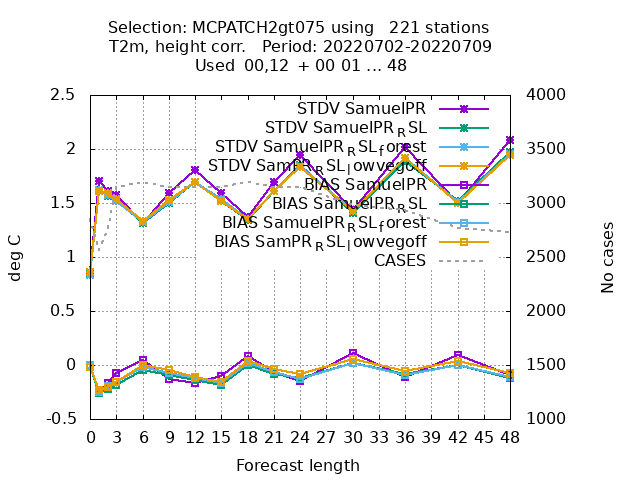 Selection: MCPATCH2gt075 using 221 stations
T2m, height corr. Period: 20220702-20220709
Used 00,12 + 00 01 ... 48
2.5 4000
STDV SamuelPR
STDV SamuelPR_RSL
2 3500
STDV SamuelPR_RSL_forest
STDV SamPR_RSL_lowvegoff
BIAS SamuelPR
1.5 3000
BIAS SamuelPR_RSL
BIAS SamuelPR_RSL_forest
BIAS SamPR_RSL_lowvegoff
1 2500
CASES
deg C
No cases
0.5 2000
0 1500
-0.5 1000
0 3 6 9 12 15 18 21 24 27 30 33 36 39 42 45 48
Forecast length